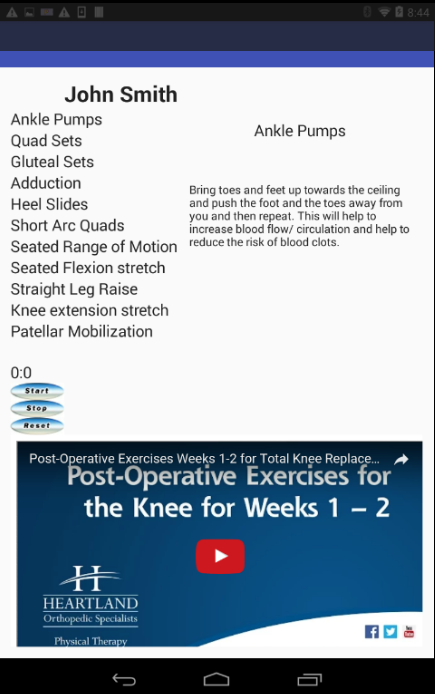 8:44
John Smith
Ankle Pumps
Quad Sets
Gluteal Sets
Adduction
Heel Slides
Short Arc Quads
Seated Range of Motion
Seated Flexion stretch
Straight Leg Raise
Knee extension stretch
Patellar Mobilization
Ankle Pumps
Bring toes and feet up towards the ceiling
and push the foot and the toes away from
you and then repeat. This will help to
increase blood flow/ circulation and help to
reduce the risk of blood clots.
0:0
Start
Stop
Reset
Post-Operative Exercises Weeks 1-2 for Total Knee Replace...
Post-Operative Exercises for
the Knee for Weeks 1 – 2
H
HEARTLAND
Orthopedic Specialists
Physical Therapy
You Tube